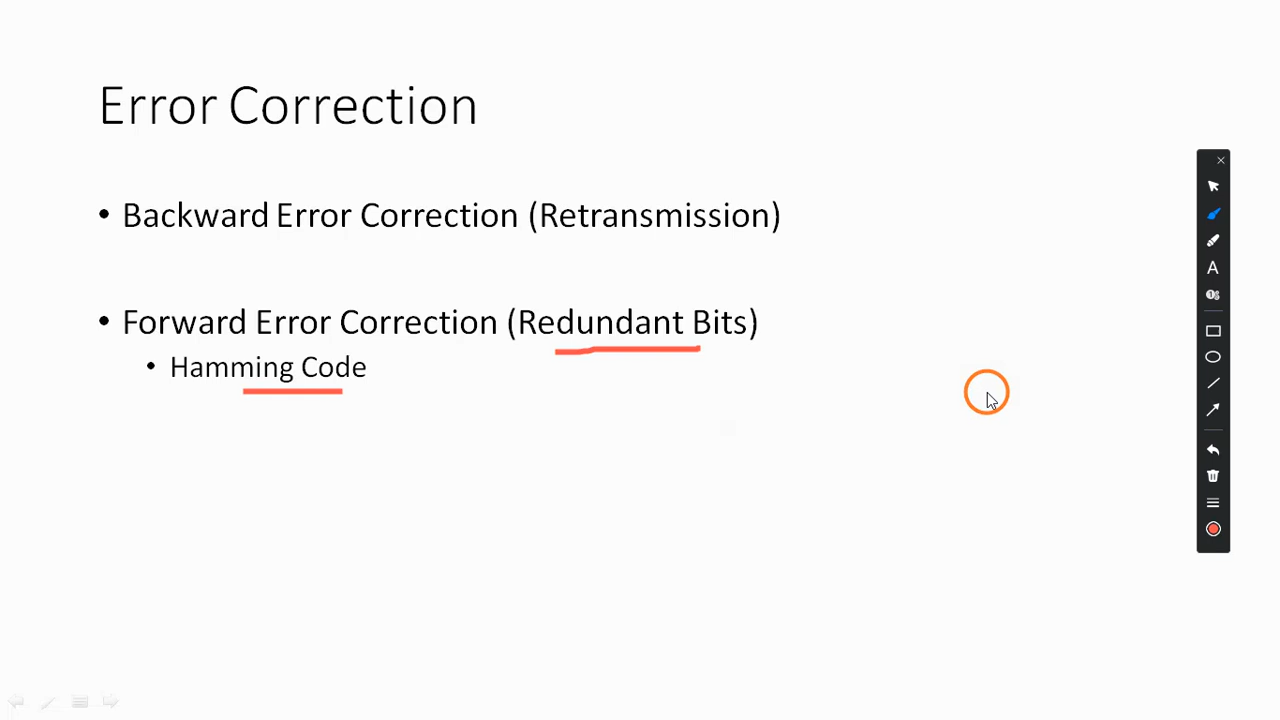 Error Correction
• Backward Error Correction (Retransmission)
• Forward Error Correction (Redundant Bits)
• Hamming Code
A